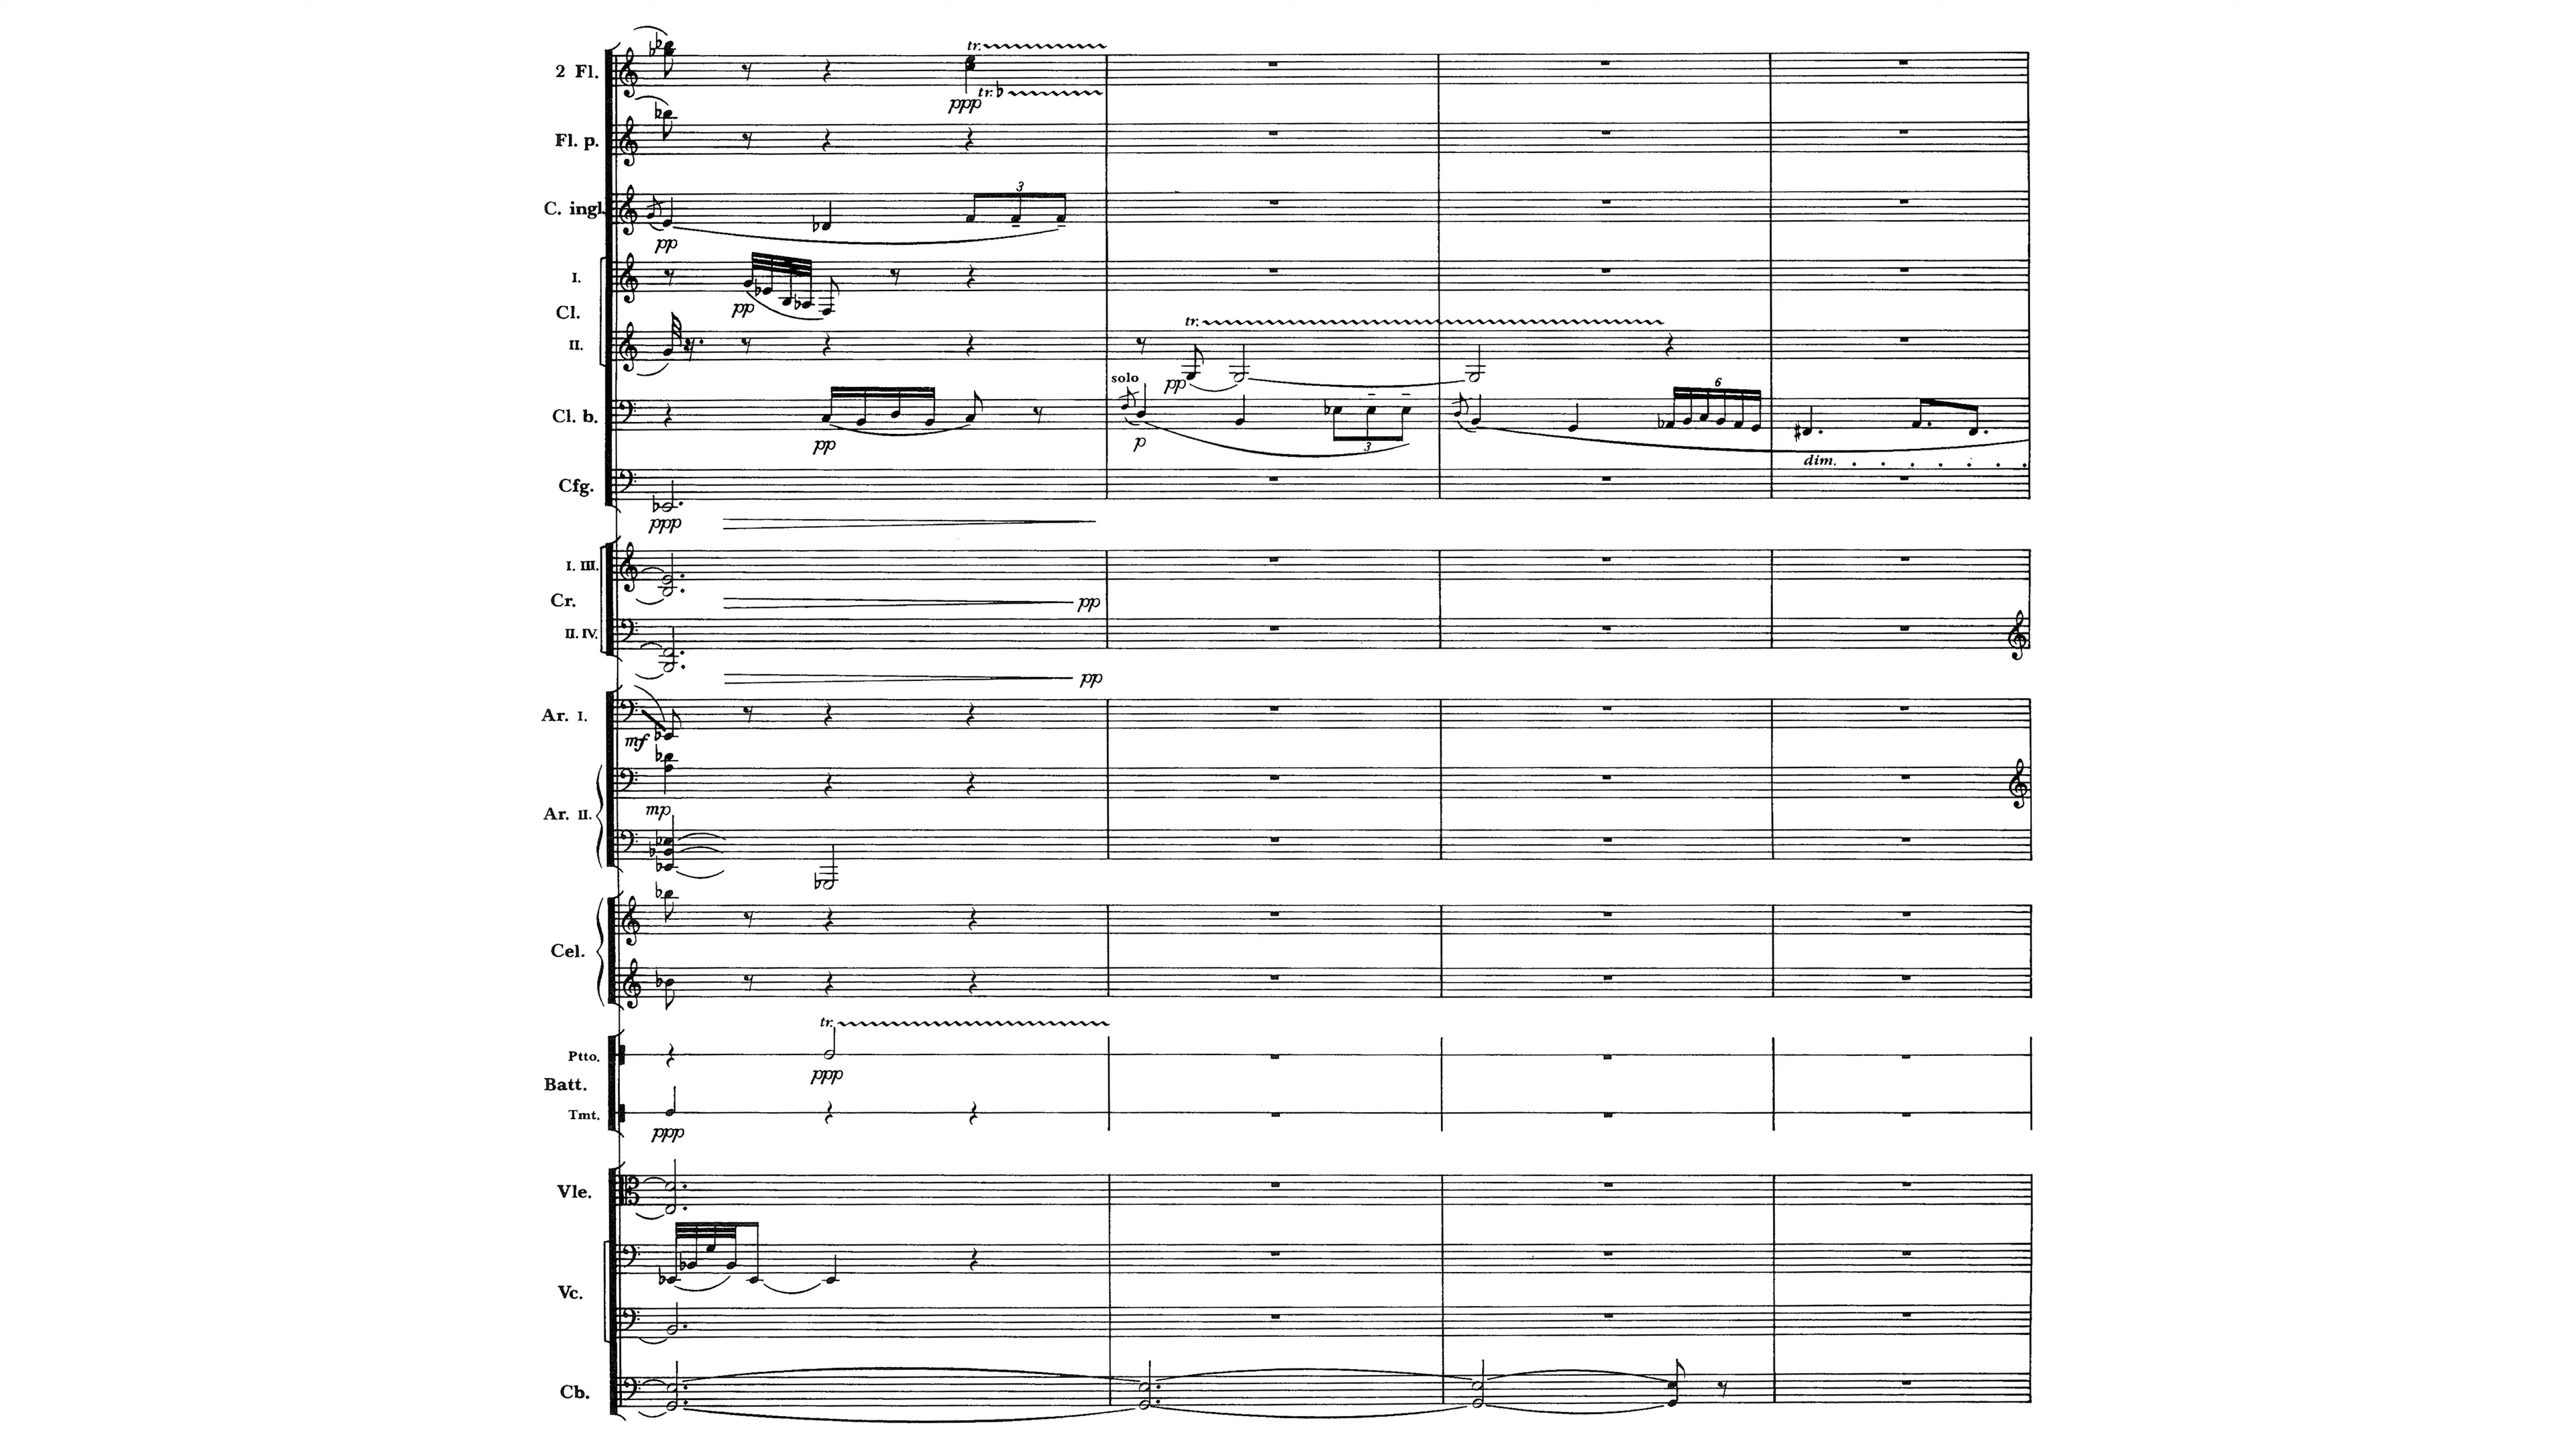 tr.
2 Fl.
tr.♭
ppp
Fl. p.
3
C. ingl.
pp
I.
pp
Cl.
tr.
II.
solo
pp
6
Cl. b.
pp
p
3
dim. . . . . . . .
Cfg.
ppp
I. III.
Cr.
pp
II. IV.
pp
Ar. I.
mf
mp
Ar. II.
Cel.
tr.
Ptto.
ppp
Batt.
Tmt.
ppp
Vle.
Vc.
Cb.